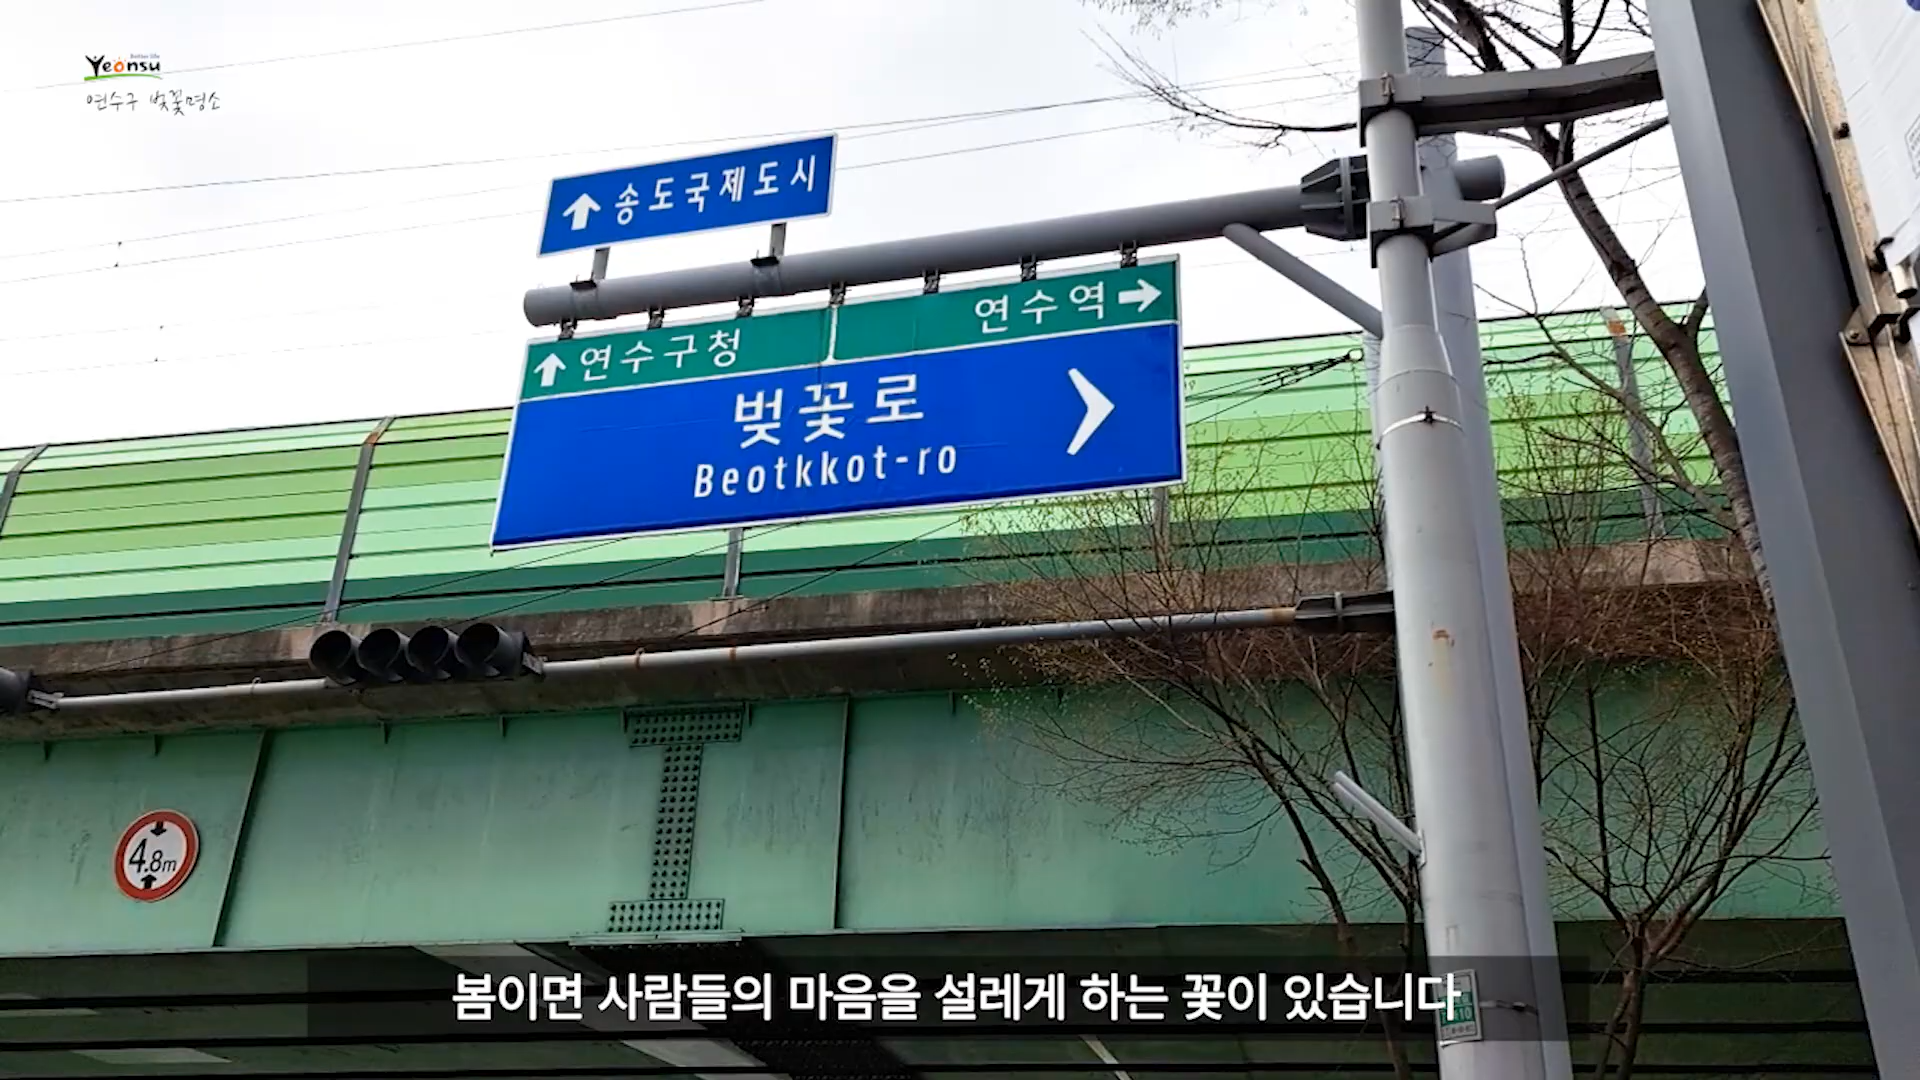 Yeonsu
연수구 벚꽃명소
송도국제도시
연수구청
연수역
벚꽃로
Beotkkot-ro
4.8m
봄이면 사람들의 마음을 설레게 하는 꽃이 있습니다